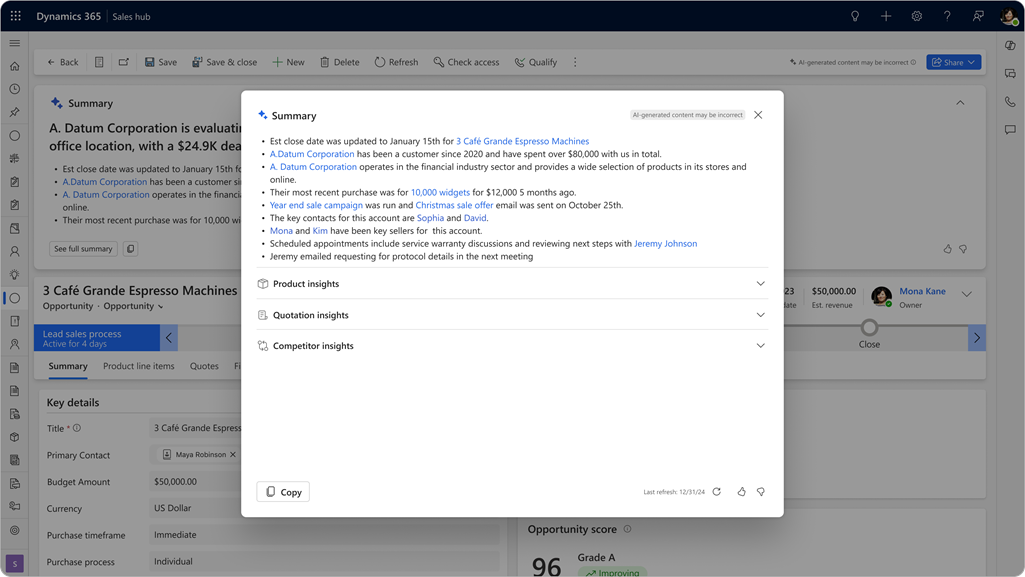 Dynamics 365 Sales hub
Back Save Save & close New Delete Refresh Check access Qualify AI-generated content may be incorrect Share
Summary
A. Datum Corporation is evaluating
office location, with a $24.9K dea
Est close date was updated to January 15th fo
A.Datum Corporation has been a customer si
A. Datum Corporation operates in the financia
online.
Their most recent purchase was for 10,000 wi
See full summary
3 Café Grande Espresso Machines
Opportunity · Opportunity
23
ate
$50,000.00
Est. revenue
Mona Kane
Owner
Lead sales process
Active for 4 days
Close
Summary Product line items Quotes Fi
Key details
Title * 3 Café Grande Espress
Primary Contact Maya Robinson
Budget Amount $50,000.00
Currency US Dollar
Purchase timeframe Immediate
Purchase process Individual
S
Opportunity score
96
Grade A
Improving
Summary
AI-generated content may be incorrect
• Est close date was updated to January 15th for 3 Café Grande Espresso Machines
• A.Datum Corporation has been a customer since 2020 and have spent over $80,000 with us in total.
• A. Datum Corporation operates in the financial industry sector and provides a wide selection of products in its stores and
online.
• Their most recent purchase was for 10,000 widgets for $12,000 5 months ago.
• Year end sale campaign was run and Christmas sale offer email was sent on October 25th.
• The key contacts for this account are Sophia and David.
• Mona and Kim have been key sellers for this account.
• Scheduled appointments include service warranty discussions and reviewing next steps with Jeremy Johnson
• Jeremy emailed requesting for protocol details in the next meeting
Product insights
Quotation insights
Competitor insights
Copy
Last refresh: 12/31/24